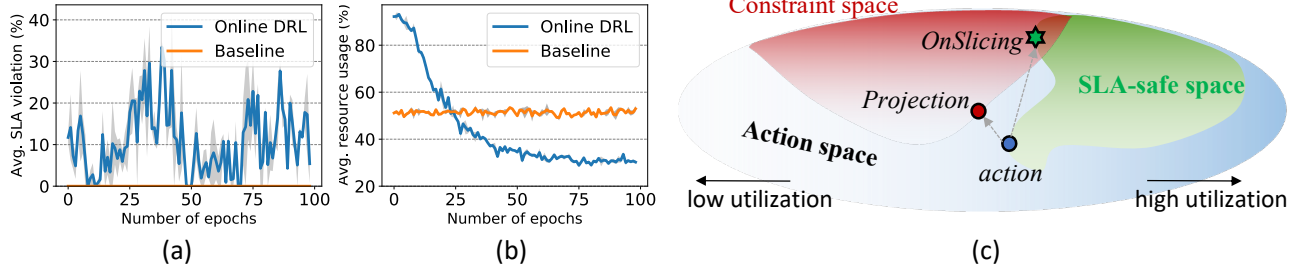 Avg. SLA violation (%)
40
30
20
10
0
Online DRL
Baseline
0
25
50
75
100
Number of epochs
(a)
Avg. resource usage (%)
80
60
40
20
Online DRL
Baseline
0
25
50
75
100
Number of epochs
(b)
Constraint space
OnSlicing
SLA-safe space
Projection
Action space
action
low utilization
high utilization
(c)